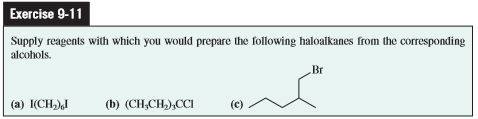 Exercise 9-11
Supply reagents with which you would prepare the following haloalkanes from the corresponding
alcohols.
Br
(a) I(CH₂)₆I (b) (CH₃CH₂)₃CCl (c)